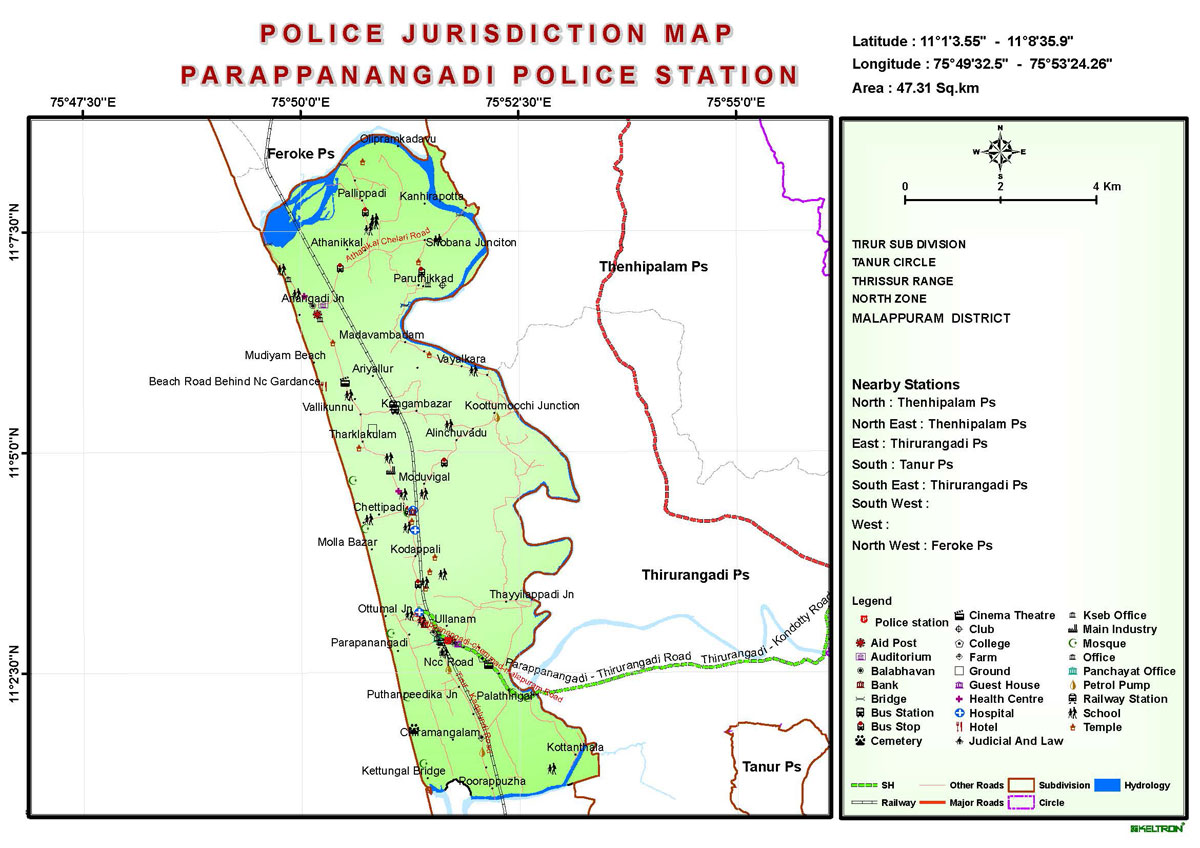 POLICE JURISDICTION MAP
PARAPPANANGADI POLICE STATION
Latitude : 11°1'3.55" - 11°8'35.9"
Longitude : 75°49'32.5" - 75°53'24.26"
Area : 47.31 Sq.km
75°47'30"E
75°50'0"E
75°52'30"E
75°55'0"E
11°7'30"N
11°5'0"N
11°2'30"N
Feroke Ps
Olipramkadavu
Pallippadi
Kanhirapotta
Athanikkal
Athanikal Chelari Road
Shobana Junciton
Thenhipalam Ps
Paruthikkad
Anangadi Jn
Madavambadam
Mudiyam Beach
Vayalkara
Ariyallur
Beach Road Behind Nc Gardance
Vallikunnu
Kongambazar
Koottumocchi Junction
Tharklakulam
Alinchuvadu
Moduvigal
Chettipadi
Molla Bazar
Kodappali
Thirurangadi Ps
Thayyilappadi Jn
Ottumal Jn
Ullanam
Parapanangadi
Ncc Road
Parappanangadi - Thirurangadi Road
Thirurangadi - Kondotty Road
Puthanpeedika Jn
Palathingal
Chiramangalam
Kottanthala
Tanur Ps
Kettungal Bridge
Poorappuzha
N
W
E
S
0
2
4 Km
TIRUR SUB DIVISION
TANUR CIRCLE
THRISSUR RANGE
NORTH ZONE
MALAPPURAM DISTRICT
Nearby Stations
North : Thenhipalam Ps
North East : Thenhipalam Ps
East : Thirurangadi Ps
South : Tanur Ps
South East : Thirurangadi Ps
South West :
West :
North West : Feroke Ps
Legend
Police station
Aid Post
Auditorium
Balabhavan
Bank
Bridge
Bus Station
Bus Stop
Cemetery
Cinema Theatre
Club
College
Farm
Ground
Guest House
Health Centre
Hospital
Hotel
Judicial And Law
Kseb Office
Main Industry
Mosque
Office
Panchayat Office
Petrol Pump
Railway Station
School
Temple
SH
Other Roads
Subdivision
Hydrology
Railway
Major Roads
Circle
KELTRON